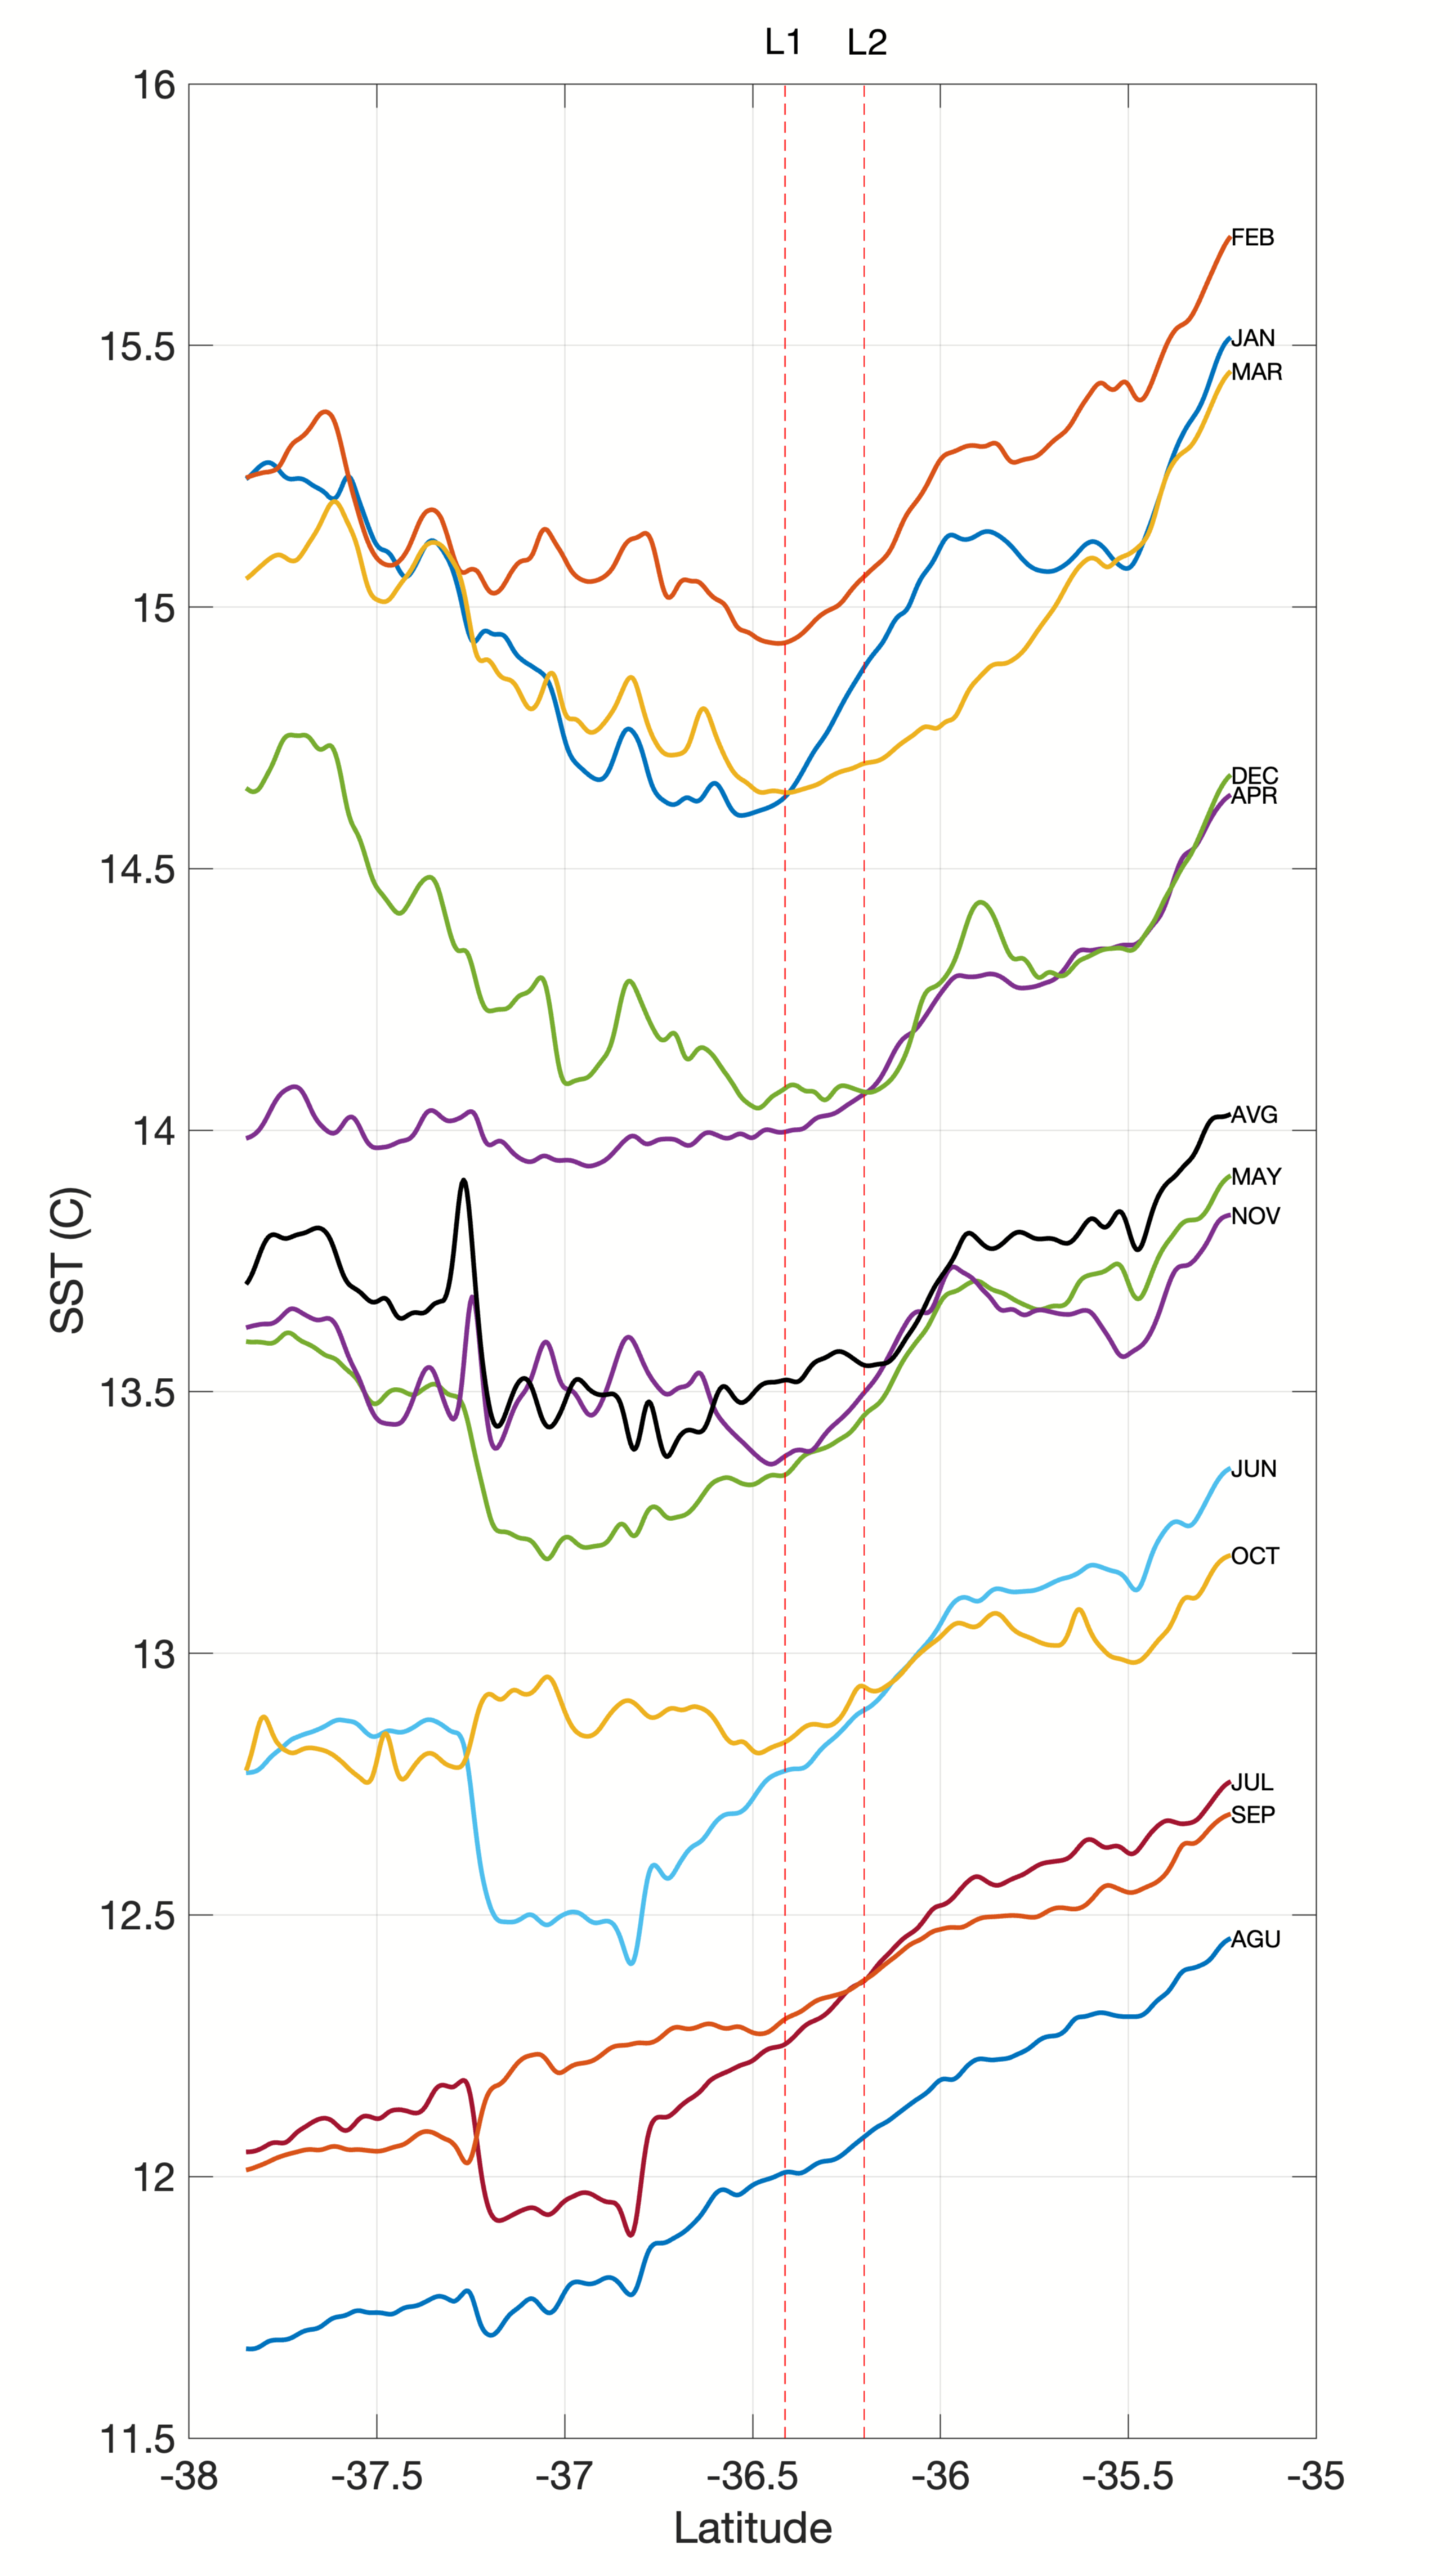 L1 L2
16
FEB
15.5
JAN
MAR
15
DEC
APR
14.5
14
AVG
MAY
NOV
SST (C)
13.5
JUN
OCT
13
JUL
SEP
12.5
AGU
12
11.5
-38 -37.5 -37 -36.5 -36 -35.5 -35
Latitude